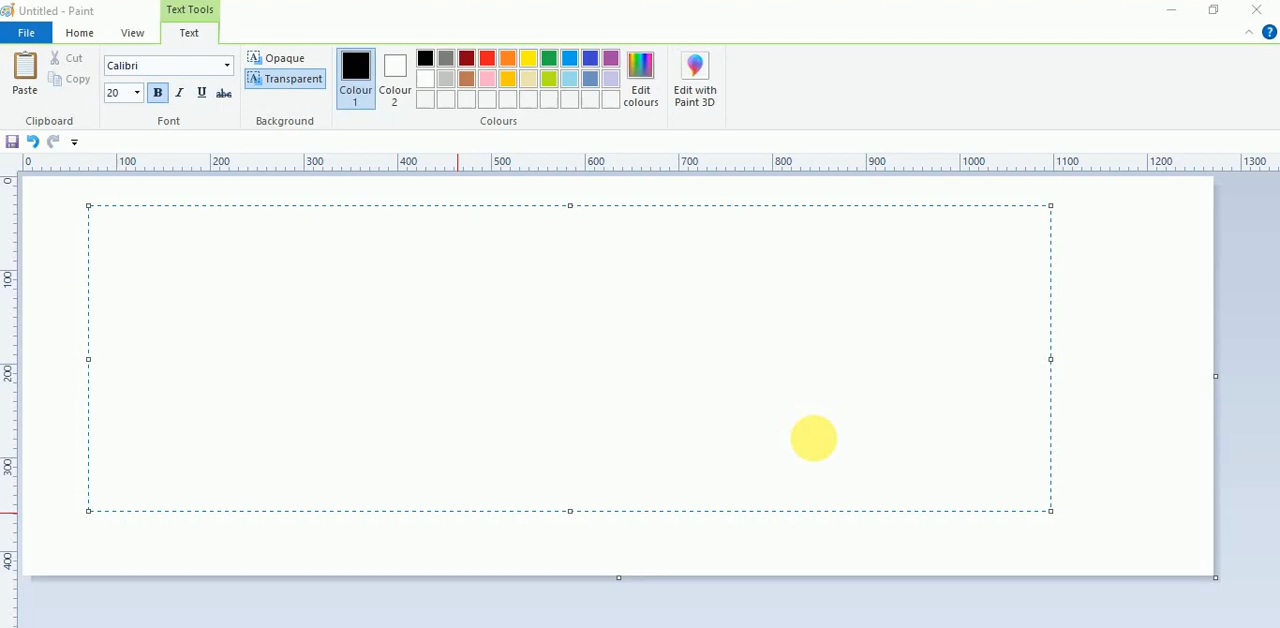 Untitled - Paint
Text Tools
File Home View Text
Paste Cut Copy
Clipboard
Calibri
20 B I U abc
Font
Opaque
Transparent
Background
Colour 1
Colour 2
Edit colours
Colours
Edit with Paint 3D
0 100 200 300 400 500 600 700 800 900 1000 1100 1200 1300
0
100
200
300
400